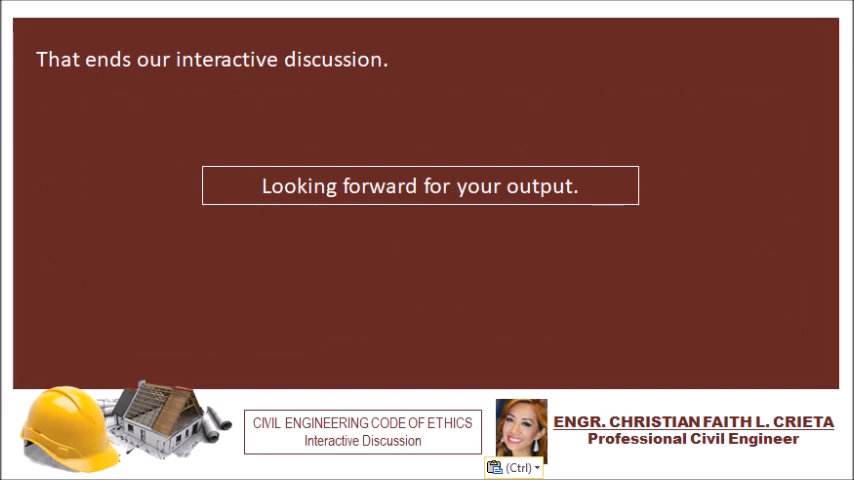 That ends our interactive discussion.
Looking forward for your output.
CIVIL ENGINEERING CODE OF ETHICS
Interactive Discussion
ENGR. CHRISTIAN FAITH L. CRIETA
Professional Civil Engineer
(Ctrl)